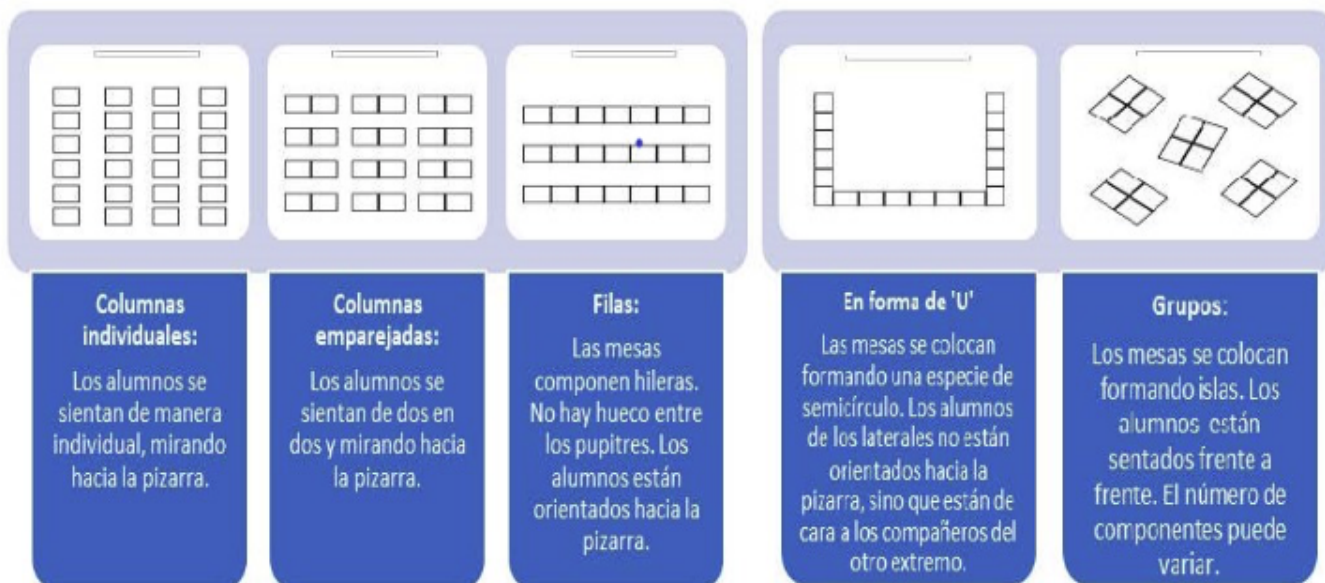 Columnas
individuales:
Los alumnos se
sientan de manera
individual, mirando
hacia la pizarra.
Columnas
emparejadas:
Los alumnos se
sientan de dos en
dos y mirando hacia
la pizarra.
Filas:
Las mesas
componen hileras.
No hay hueco entre
los pupitres. Los
alumnos están
orientados hacia la
pizarra.
En forma de 'U'
Las mesas se colocan
formando una especie de
semicírculo. Los alumnos
de los laterales no están
orientados hacia la
pizarra, sino que están de
cara a los compañeros del
otro extremo.
Grupos:
Los mesas se colocan
formando islas. Los
alumnos están
sentados frente a
frente. El número de
componentes puede
variar.